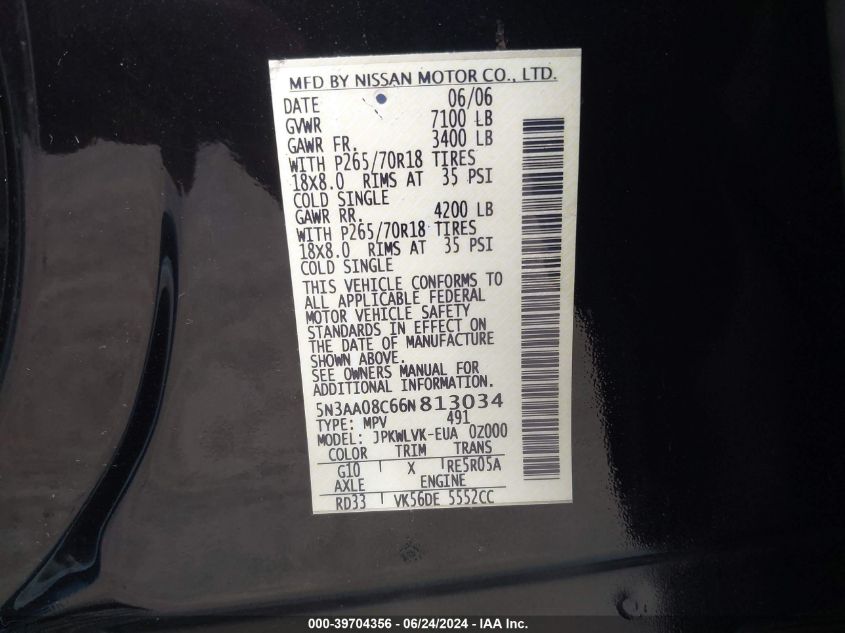 MFD BY NISSAN MOTOR CO., LTD.
DATE 06/06
GVWR 7100 LB
GAWR FR. 3400 LB
WITH P265/70R18 TIRES
18X8.0 RIMS AT 35 PSI
COLD SINGLE
GAWR RR. 4200 LB
WITH P265/70R18 TIRES
18X8.0 RIMS AT 35 PSI
COLD SINGLE
THIS VEHICLE CONFORMS TO
ALL APPLICABLE FEDERAL
MOTOR VEHICLE SAFETY
STANDARDS IN EFFECT ON
THE DATE OF MANUFACTURE
SHOWN ABOVE.
SEE OWNERS MANUAL FOR
ADDITIONAL INFORMATION.
5N3AA08C66N813034
TYPE: MPV 491
MODEL: JPKWLVK-EUA 0Z000
COLOR TRIM TRANS
G10 X RE5R05A
AXLE ENGINE
RD33 VK56DE 5552CC
000-39704356 / 06/24/2024 - IAA Inc.